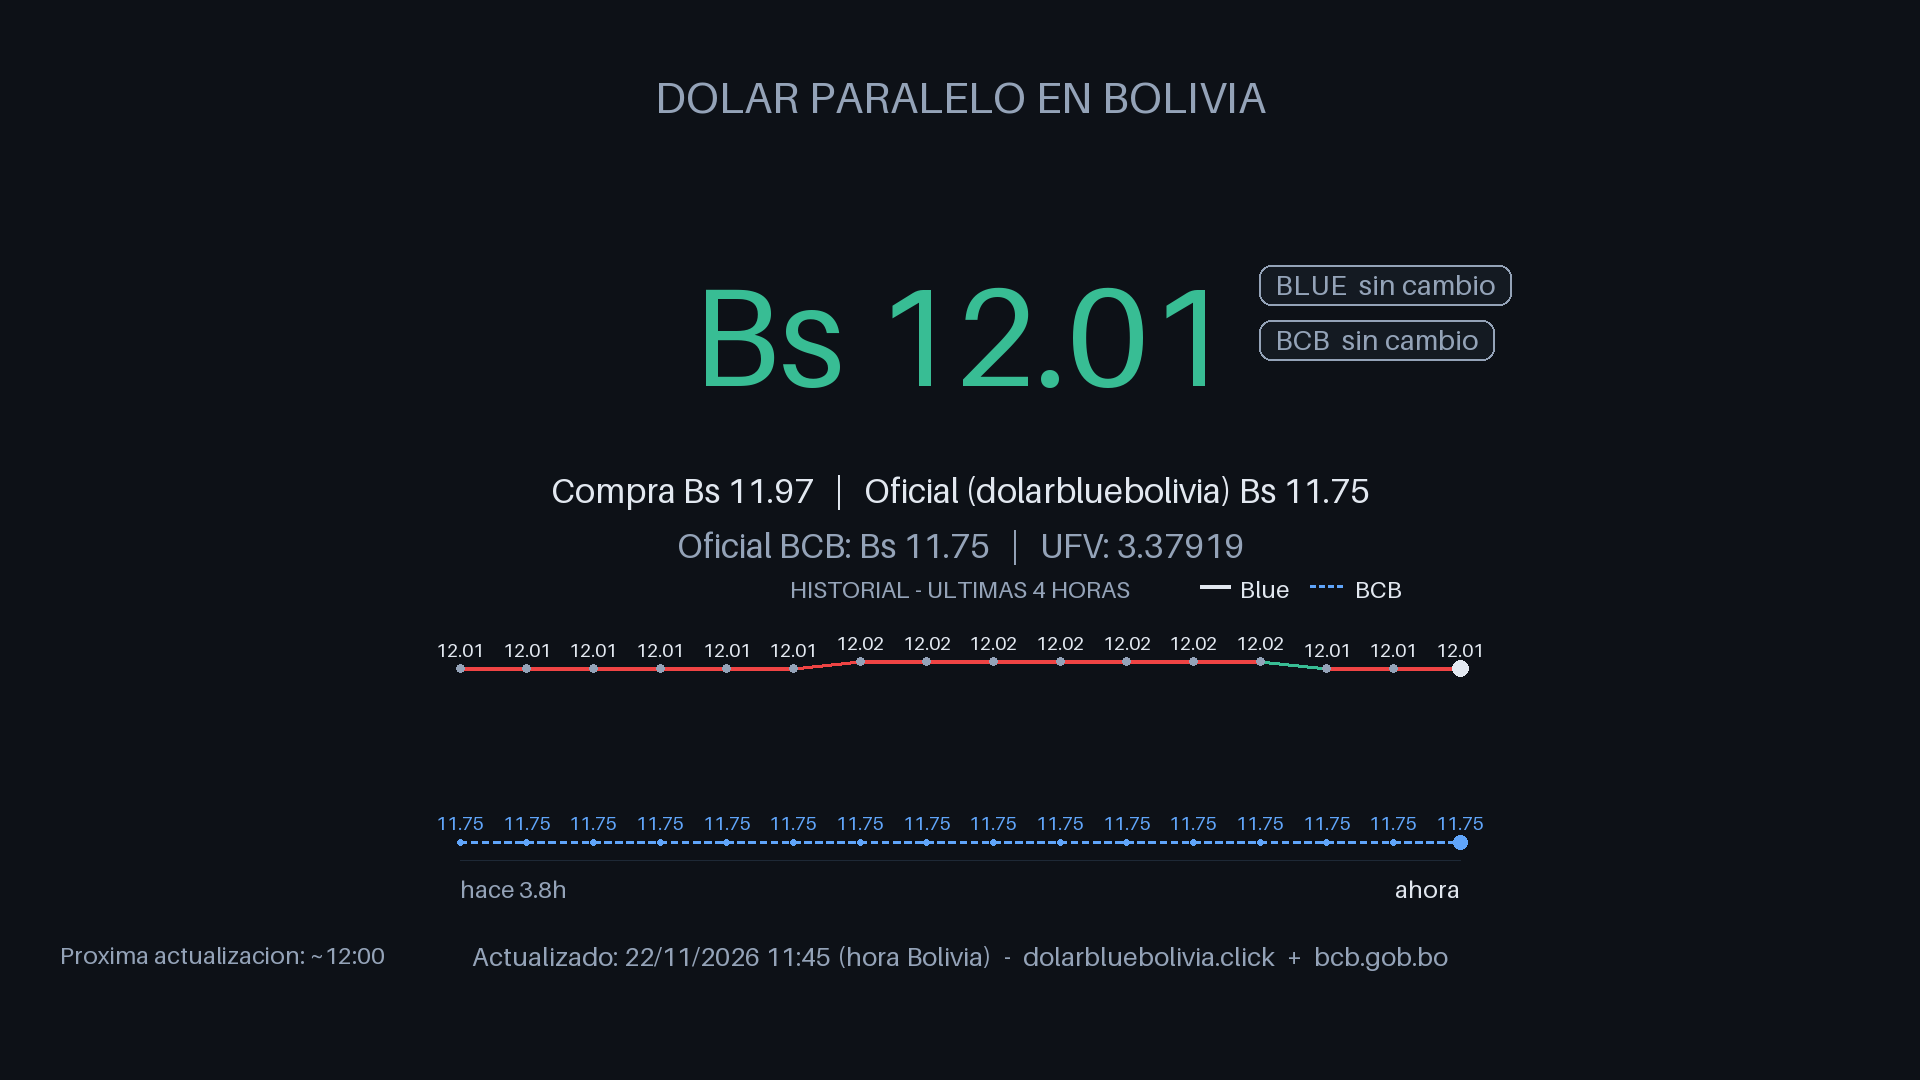 DOLAR PARALELO EN BOLIVIA
Bs 12.01
BLUE sin cambio
BCB sin cambio
Compra Bs 11.97 | Oficial (dolarbluebolivia) Bs 11.75
Oficial BCB: Bs 11.75 | UFV: 3.37919
HISTORIAL - ULTIMAS 4 HORAS Blue BCB
12.01 12.01 12.01 12.01 12.01 12.01 12.02 12.02 12.02 12.02 12.02 12.02 12.02 12.01 12.01 12.01
11.75 11.75 11.75 11.75 11.75 11.75 11.75 11.75 11.75 11.75 11.75 11.75 11.75 11.75 11.75 11.75
hace 3.8h ahora
Proxima actualizacion: ~12:00 Actualizado: 22/11/2026 11:45 (hora Bolivia) - dolarbluebolivia.click + bcb.gob.bo